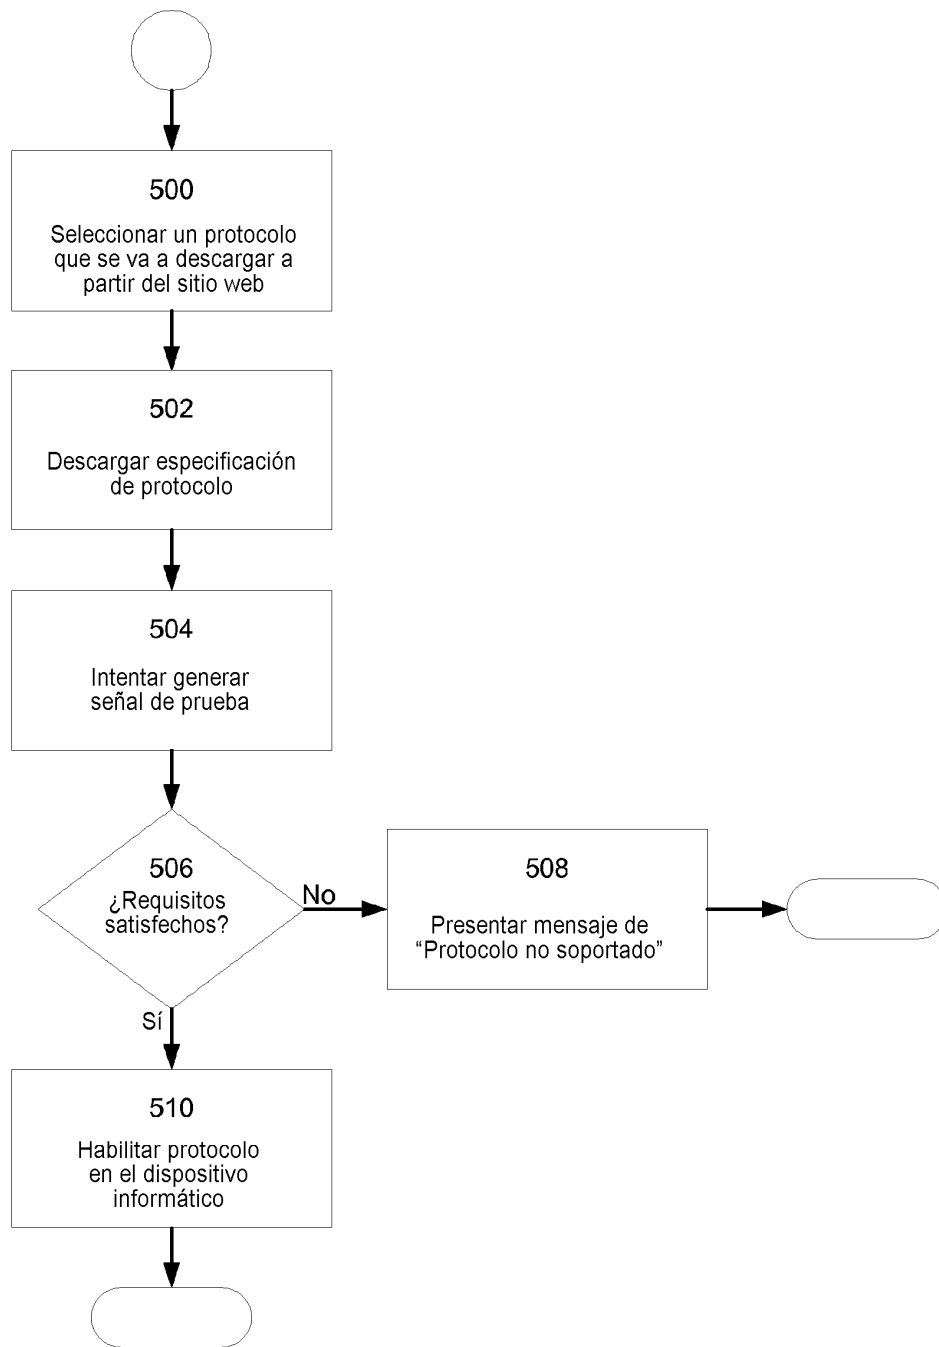 500
Seleccionar un protocolo
que se va a descargar a
partir del sitio web
502
Descargar especificación
de protocolo
504
Intentar generar
señal de prueba
506
¿Requisitos
satisfechos?
No
508
Presentar mensaje de
“Protocolo no soportado”
Sí
510
Habilitar protocolo
en el dispositivo
informático